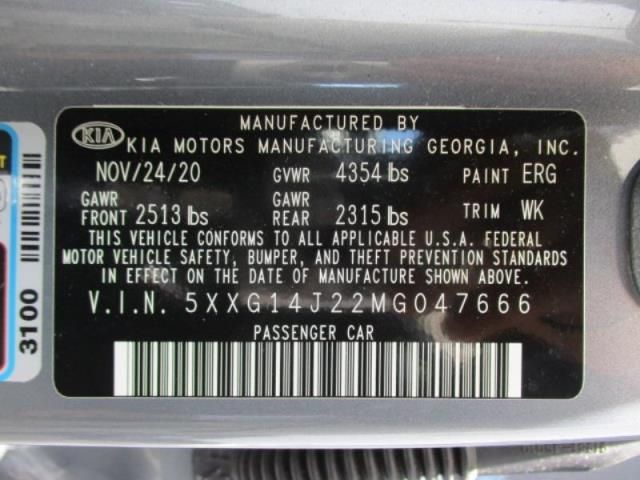 MANUFACTURED BY
KIA KIA MOTORS MANUFACTURING GEORGIA, INC.
NOV/24/20 GVWR 4354 lbs PAINT ERG
GAWR FRONT 2513 lbs GAWR REAR 2315 lbs TRIM WK
THIS VEHICLE CONFORMS TO ALL APPLICABLE U.S.A. FEDERAL
MOTOR VEHICLE SAFETY, BUMPER, AND THEFT PREVENTION STANDARDS
IN EFFECT ON THE DATE OF MANUFACTURE SHOWN ABOVE.
V.I.N. 5XXG14J22MG047666
PASSENGER CAR
3100